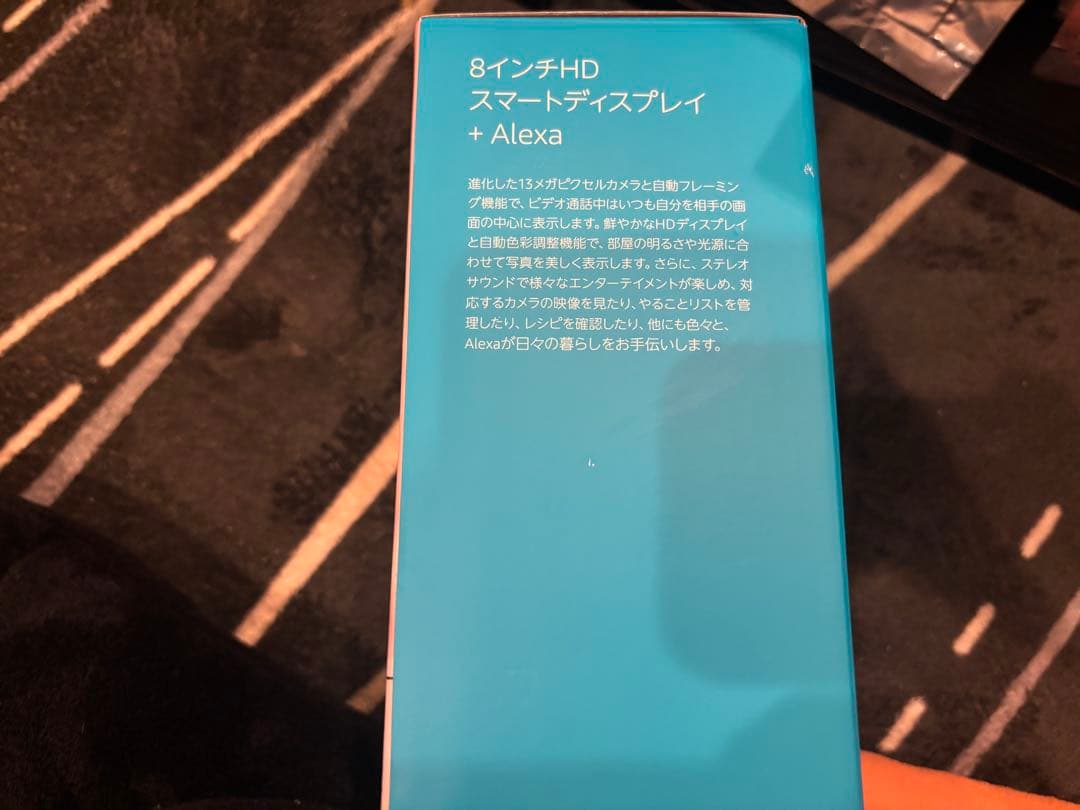 8インチHD
スマートディスプレイ
+ Alexa
進化した13メガピクセルカメラと自動フレーミン
グ機能で、ビデオ通話中はいつも自分を相手の画
面の中心に表示します。鮮やかなHDディスプレイ
と自動色彩調整機能で、部屋の明るさや光源に合
わせて写真を美しく表示します。さらに、ステレオ
サウンドで様々なエンターテイメントが楽しめ、対
応するカメラの映像を見たり、やることリストを管
理したり、レシピを確認したり、他にも色々と、
Alexaが日々の暮らしをお手伝いします。